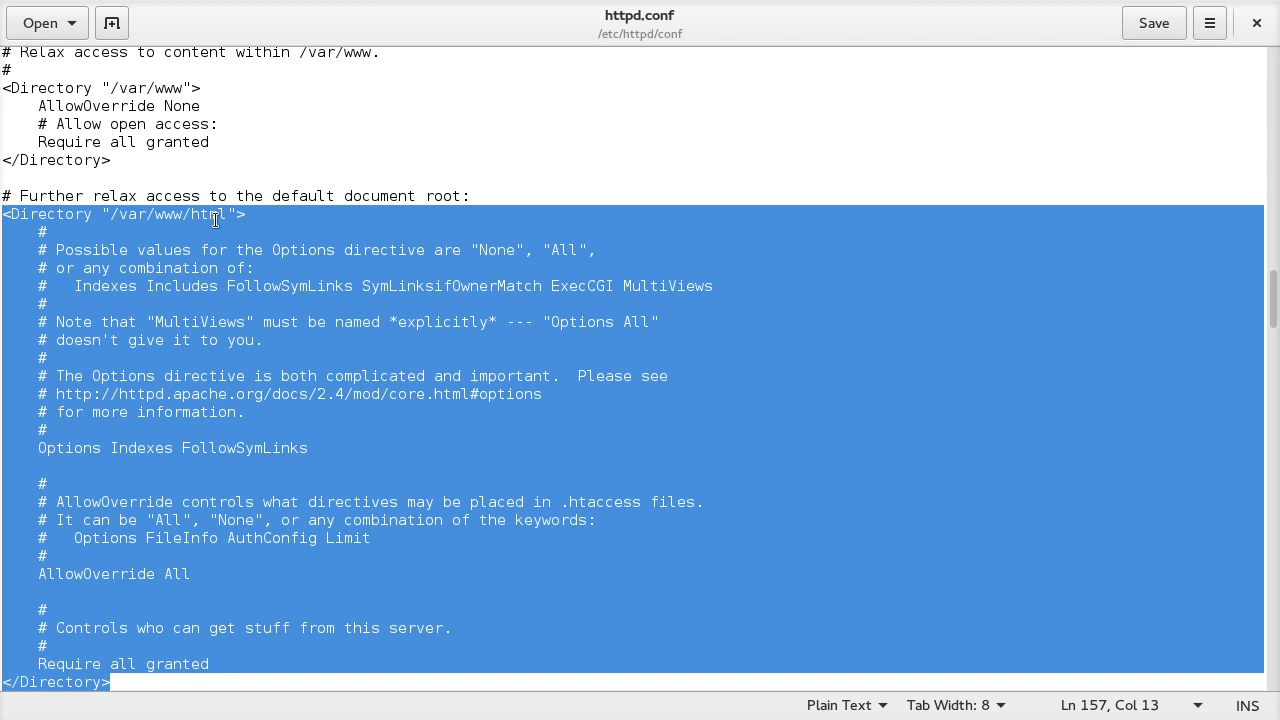 Open
httpd.conf
/etc/httpd/conf
Save
# Relax access to content within /var/www.
#
<Directory "/var/www">
    AllowOverride None
    # Allow open access:
    Require all granted
</Directory>

# Further relax access to the default document root:
<Directory "/var/www/html">
    #
    # Possible values for the Options directive are "None", "All",
    # or any combination of:
    #   Indexes Includes FollowSymLinks SymLinksifOwnerMatch ExecCGI MultiViews
    #
    # Note that "MultiViews" must be named *explicitly* --- "Options All"
    # doesn't give it to you.
    #
    # The Options directive is both complicated and important.  Please see
    # http://httpd.apache.org/docs/2.4/mod/core.html#options
    # for more information.
    #
    Options Indexes FollowSymLinks

    #
    # AllowOverride controls what directives may be placed in .htaccess files.
    # It can be "All", "None", or any combination of the keywords:
    #   Options FileInfo AuthConfig Limit
    #
    AllowOverride All

    #
    # Controls who can get stuff from this server.
    #
    Require all granted
</Directory>
Plain Text
Tab Width: 8
Ln 157, Col 13
INS